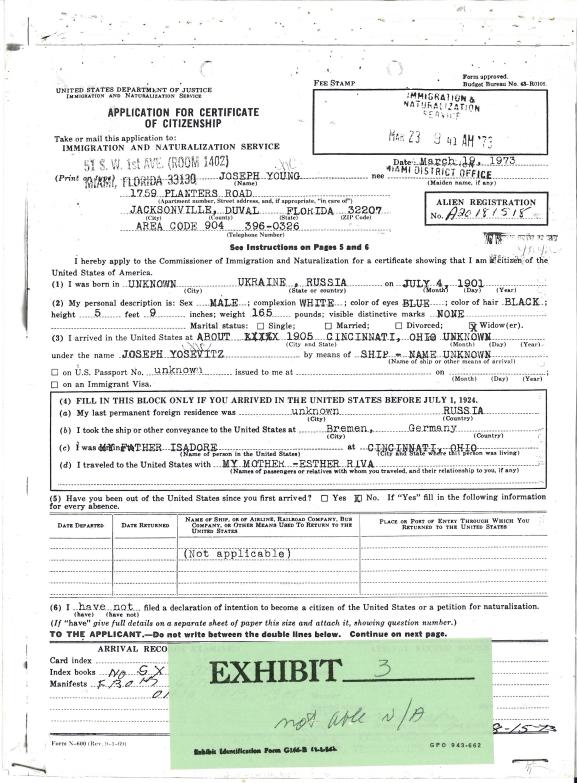 Form approved.
Budget Bureau No. 43-R0101.
UNITED STATES DEPARTMENT OF JUSTICE
IMMIGRATION AND NATURALIZATION SERVICE
FEE STAMP
IMMIGRATION &
NATURALIZATION
SERVICE
MAR 23 9 41 AM '73
MIAMI DISTRICT OFFICE
APPLICATION FOR CERTIFICATE
OF CITIZENSHIP
Take or mail this application to:
IMMIGRATION AND NATURALIZATION SERVICE
51 S. W. 1st AVE. (ROOM 1402)
MIAMI, FLORIDA 33130
Date March 19, 1973
(Print or type) JOSEPH YOUNG nee
(Name) (Maiden name, if any)
1759 PLANTERS ROAD
(Apartment number, Street address, and, if appropriate, "in care of")
JACKSONVILLE, DUVAL FLORIDA 32207
(City) (County) (State) (ZIP Code)
AREA CODE 904 396-0326
(Telephone Number)
ALIEN REGISTRATION
No. A20 181 518
See Instructions on Pages 5 and 6
I hereby apply to the Commissioner of Immigration and Naturalization for a certificate showing that I am a citizen of the
United States of America.
(1) I was born in UNKNOWN UKRAINE , RUSSIA on JULY 4, 1901
(City) (State or country) (Month) (Day) (Year)
(2) My personal description is: Sex MALE; complexion WHITE; color of eyes BLUE; color of hair BLACK;
height 5 feet 9 inches; weight 165 pounds; visible distinctive marks NONE
Marital status: ☐ Single; ☐ Married; ☐ Divorced; ☒ Widow(er).
(3) I arrived in the United States at ABOUT 1905 CINCINNATI, OHIO UNKNOWN
(City and State) (Month) (Day) (Year)
under the name JOSEPH YOSEVITZ by means of SHIP - NAME UNKNOWN
(Name of ship or other means of arrival)
☐ on U.S. Passport No. unknown issued to me at on ;
(Month) (Day) (Year)
☐ on an Immigrant Visa.
(4) FILL IN THIS BLOCK ONLY IF YOU ARRIVED IN THE UNITED STATES BEFORE JULY 1, 1924.
(a) My last permanent foreign residence was unknown RUSSIA
(City) (Country)
(b) I took the ship or other conveyance to the United States at Bremen, Germany
(City) (Country)
(c) I was MY FATHER ISADORE at CINCINNATI, OHIO
(Name of person in the United States) (City and State where this person was living)
(d) I traveled to the United States with MY MOTHER -ESTHER RIVA
(Names of passengers or relatives with whom you traveled, and their relationship to you, if any)
(5) Have you been out of the United States since you first arrived? ☐ Yes ☒ No. If "Yes" fill in the following information
for every absence.
DATE DEPARTED
DATE RETURNED
NAME OF SHIP, OR OF AIRLINE, RAILROAD COMPANY, BUS
COMPANY, OR OTHER MEANS USED TO RETURN TO THE
UNITED STATES
PLACE OR PORT OF ENTRY THROUGH WHICH YOU
RETURNED TO THE UNITED STATES
(Not applicable)
(6) I have not filed a declaration of intention to become a citizen of the United States or a petition for naturalization.
(have) (have not)
(If "have" give full details on a separate sheet of paper this size and attach it, showing question number.)
TO THE APPLICANT.—Do not write between the double lines below. Continue on next page.
ARRIVAL RECO
Card index
Index books No SX
Manifests FROM
01
EXHIBIT 3
not able N/A
Exhibit Identification Form G166-B
GPO 943-662
8-15-73
Form N-600 (Rev. 9-1-69)